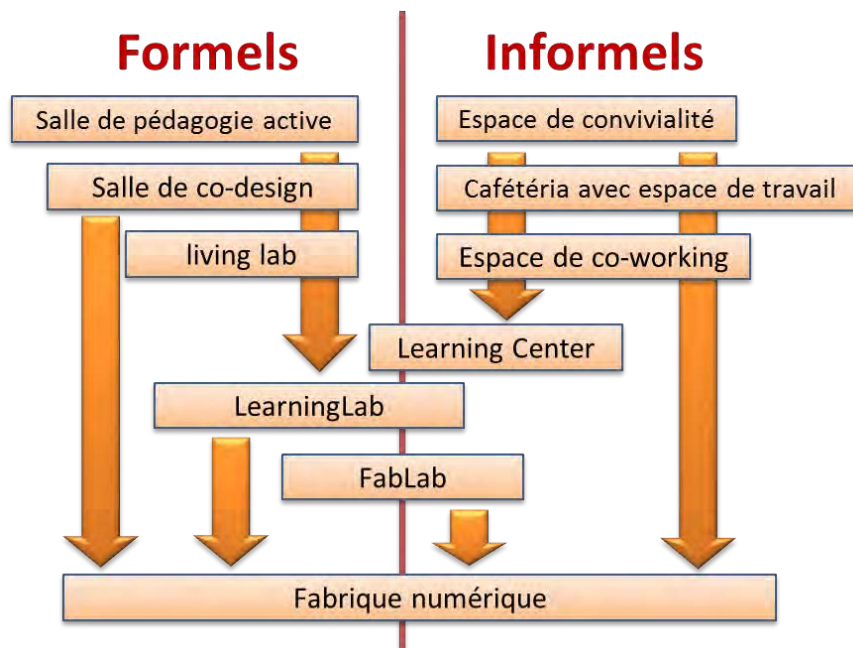 Formels
Informels
Salle de pédagogie active
Espace de convivialité
Salle de co-design
Cafétéria avec espace de travail
living lab
Espace de co-working
Learning Center
LearningLab
FabLab
Fabrique numérique